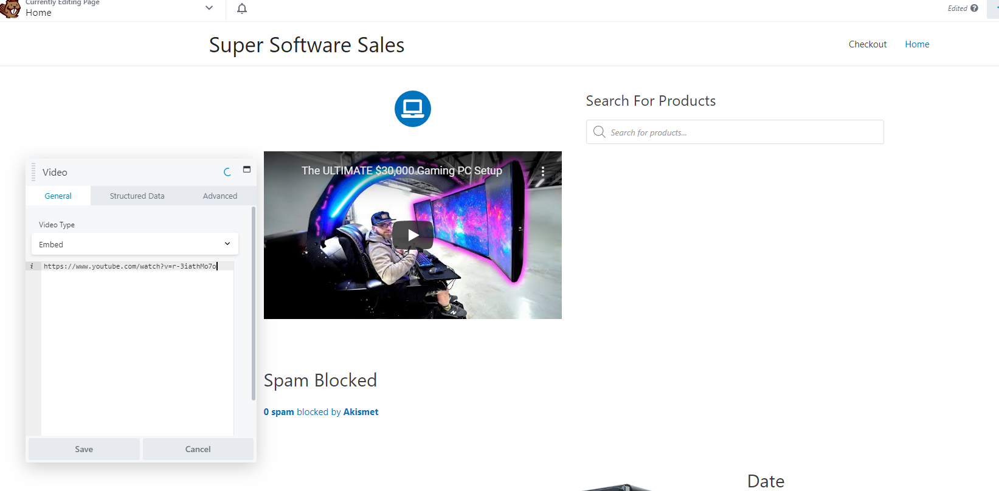 Currently Editing Page
Home
Edited
Super Software Sales
Checkout
Home
Search For Products
Search for products...
Video
General
Structured Data
Advanced
Video Type
Embed
https://www.youtube.com/watch?v=r-3iathMo7o
Save
Cancel
The ULTIMATE $30,000 Gaming PC Setup
Spam Blocked
0 spam blocked by Akismet
Date